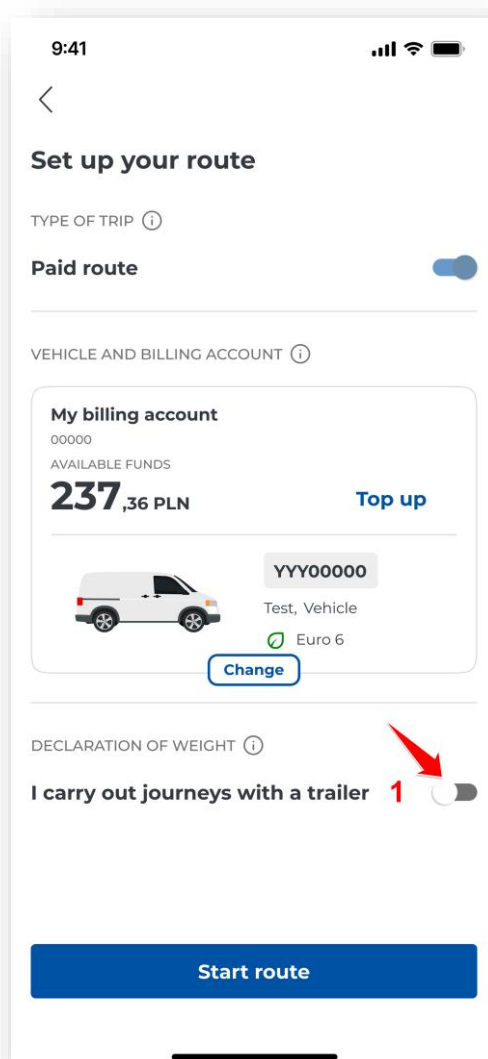 9:41
Set up your route
TYPE OF TRIP
Paid route
VEHICLE AND BILLING ACCOUNT
My billing account
00000
AVAILABLE FUNDS
237,36 PLN
Top up
YYY00000
Test, Vehicle
Euro 6
Change
DECLARATION OF WEIGHT
I carry out journeys with a trailer 1
Start route